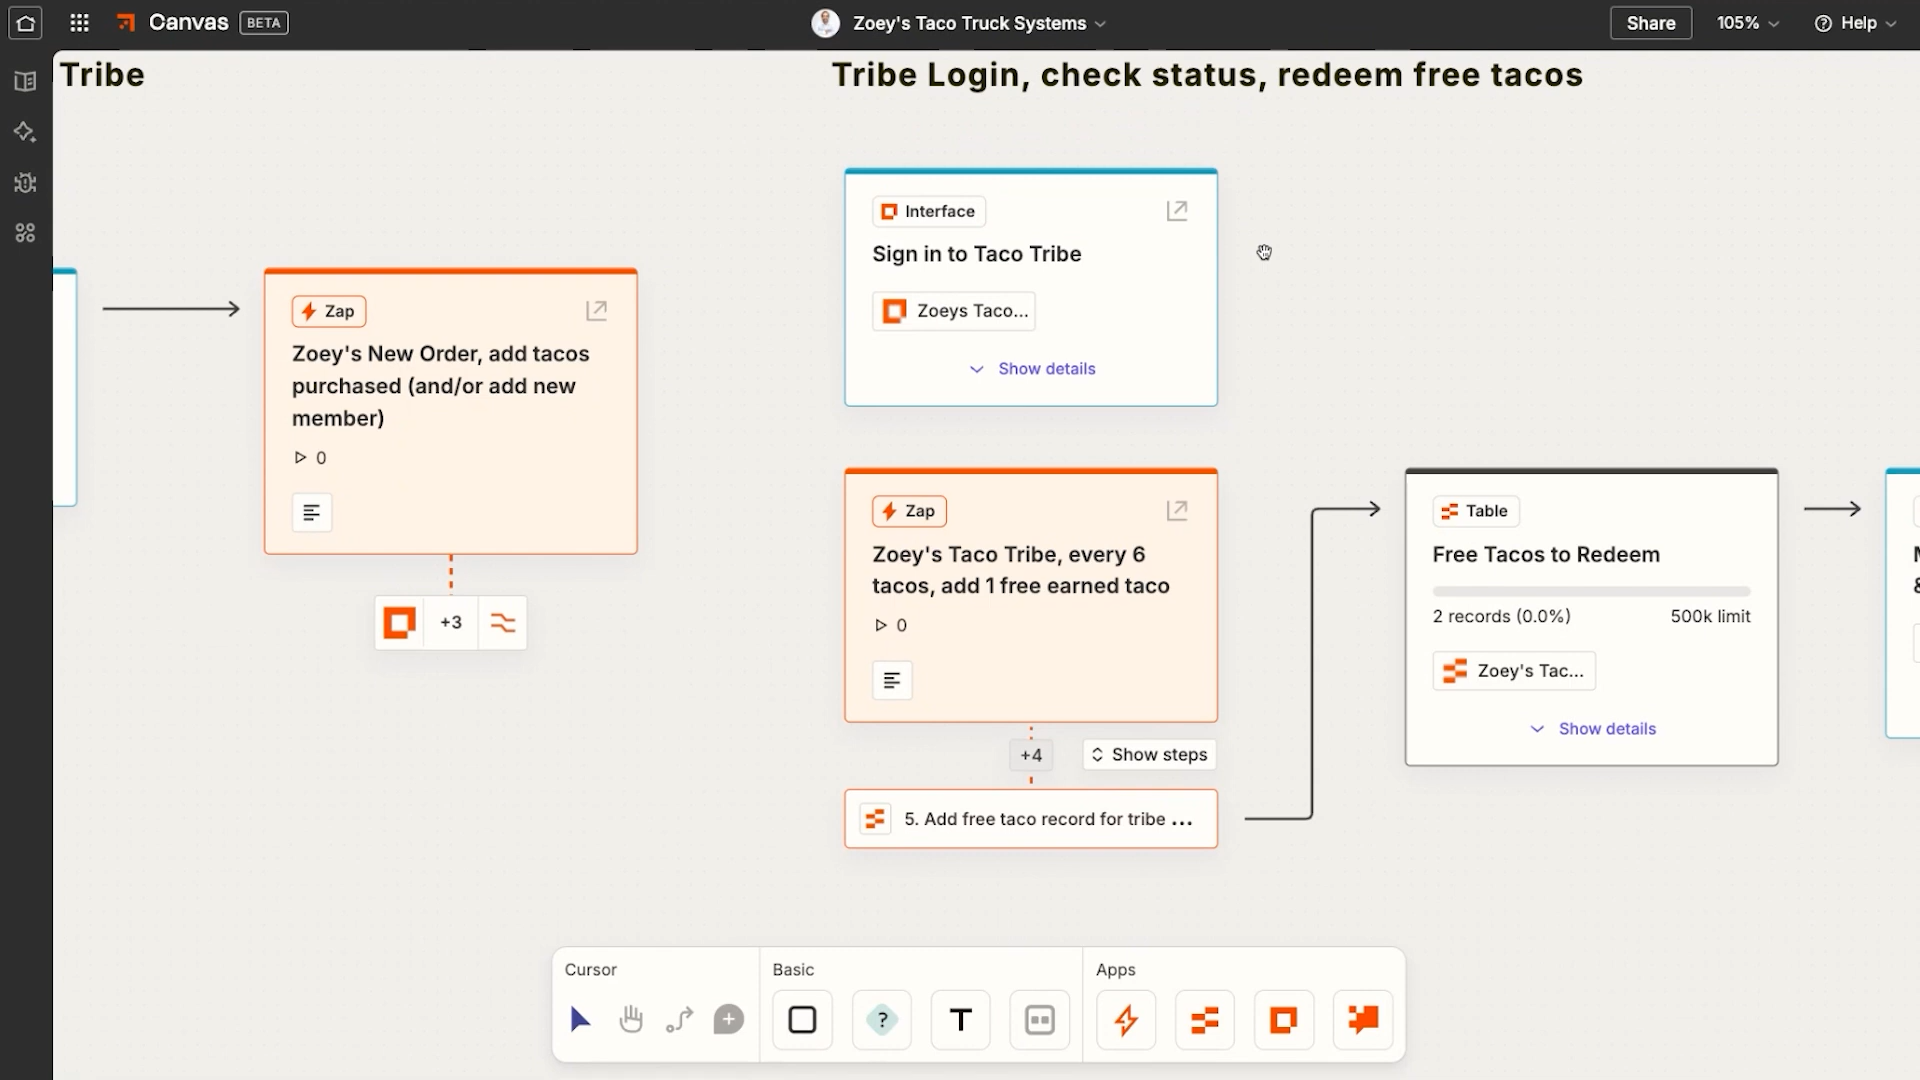 Canvas BETA
Zoey's Taco Truck Systems
Share
105%
Help
Tribe
Tribe Login, check status, redeem free tacos
Interface
Sign in to Taco Tribe
Zoeys Taco...
Show details
Zap
Zoey's New Order, add tacos
purchased (and/or add new
member)
0
+3
Zap
Zoey's Taco Tribe, every 6
tacos, add 1 free earned taco
0
+4
Show steps
5. Add free taco record for tribe ...
Table
Free Tacos to Redeem
2 records (0.0%)
500k limit
Zoey's Tac...
Show details
Cursor
Basic
Apps
?
T